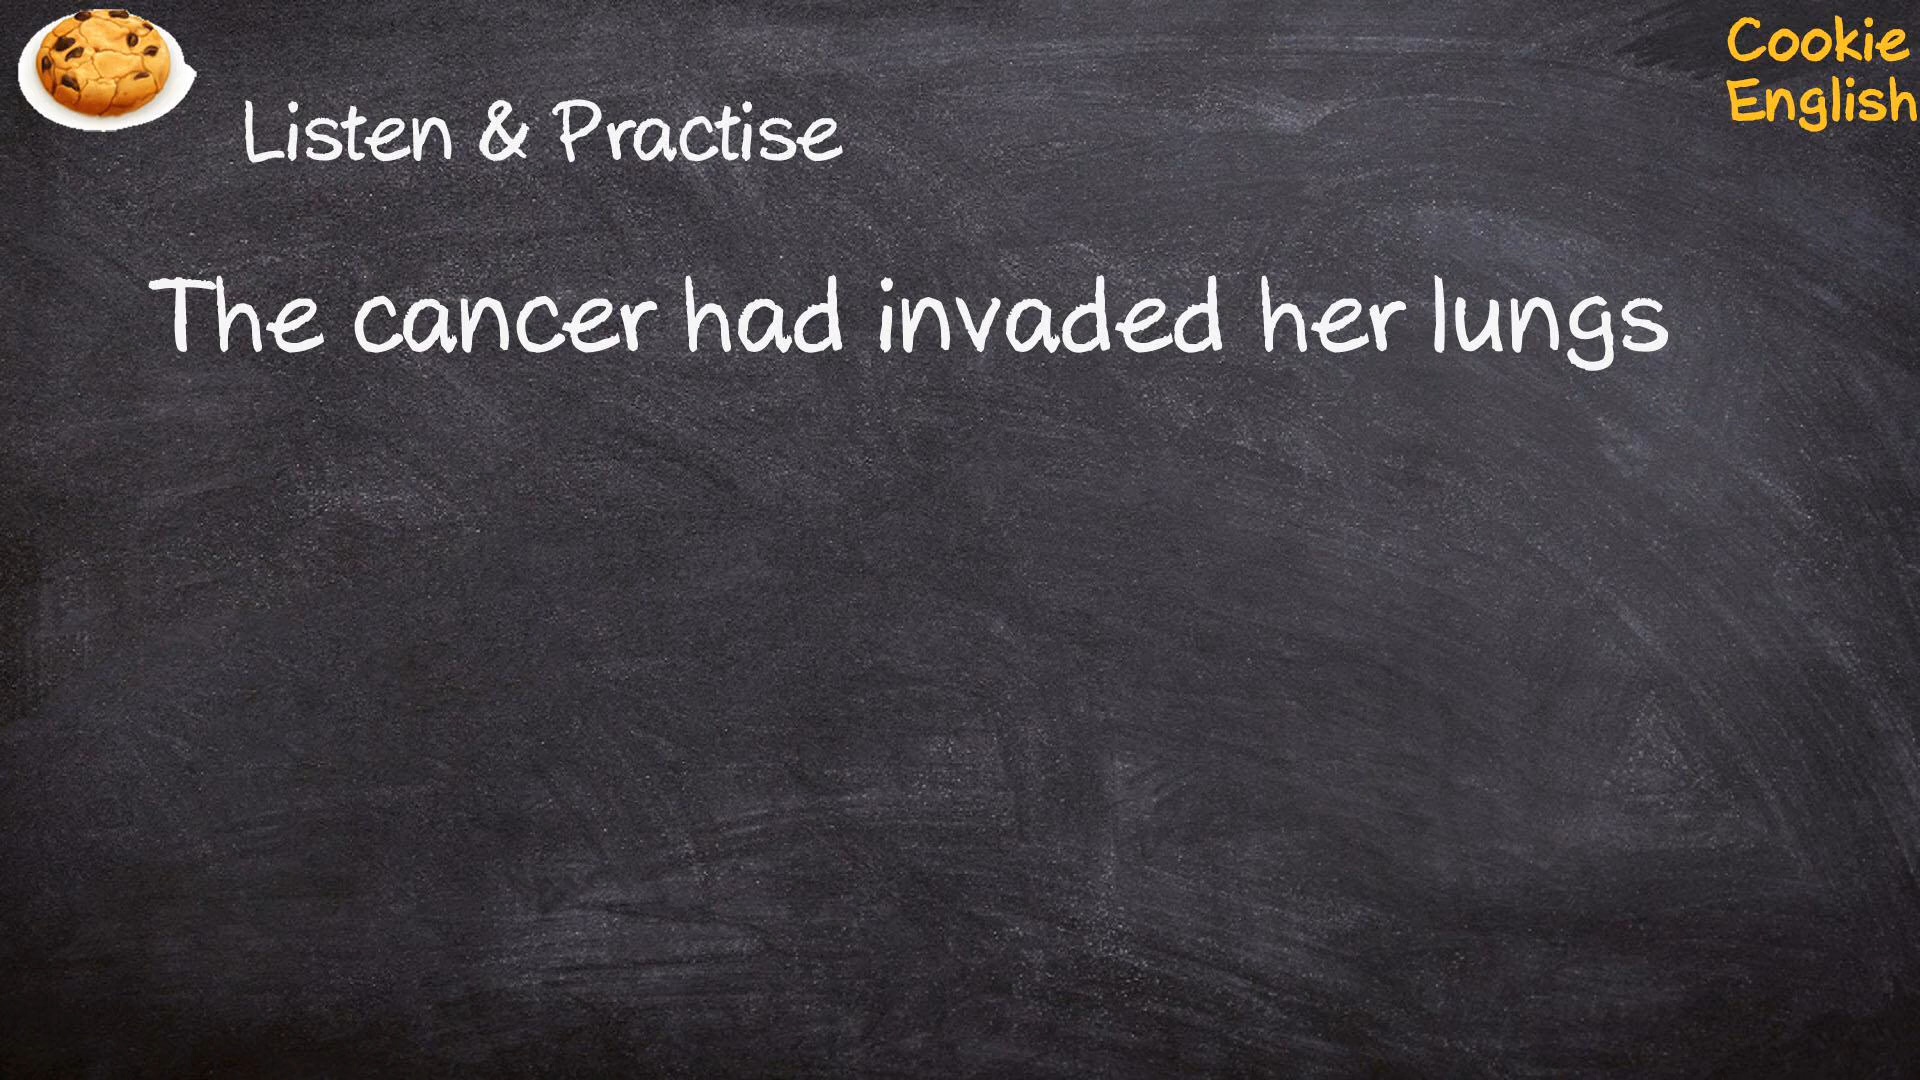 Cookie
English
Listen & Practise
The cancer had invaded her lungs